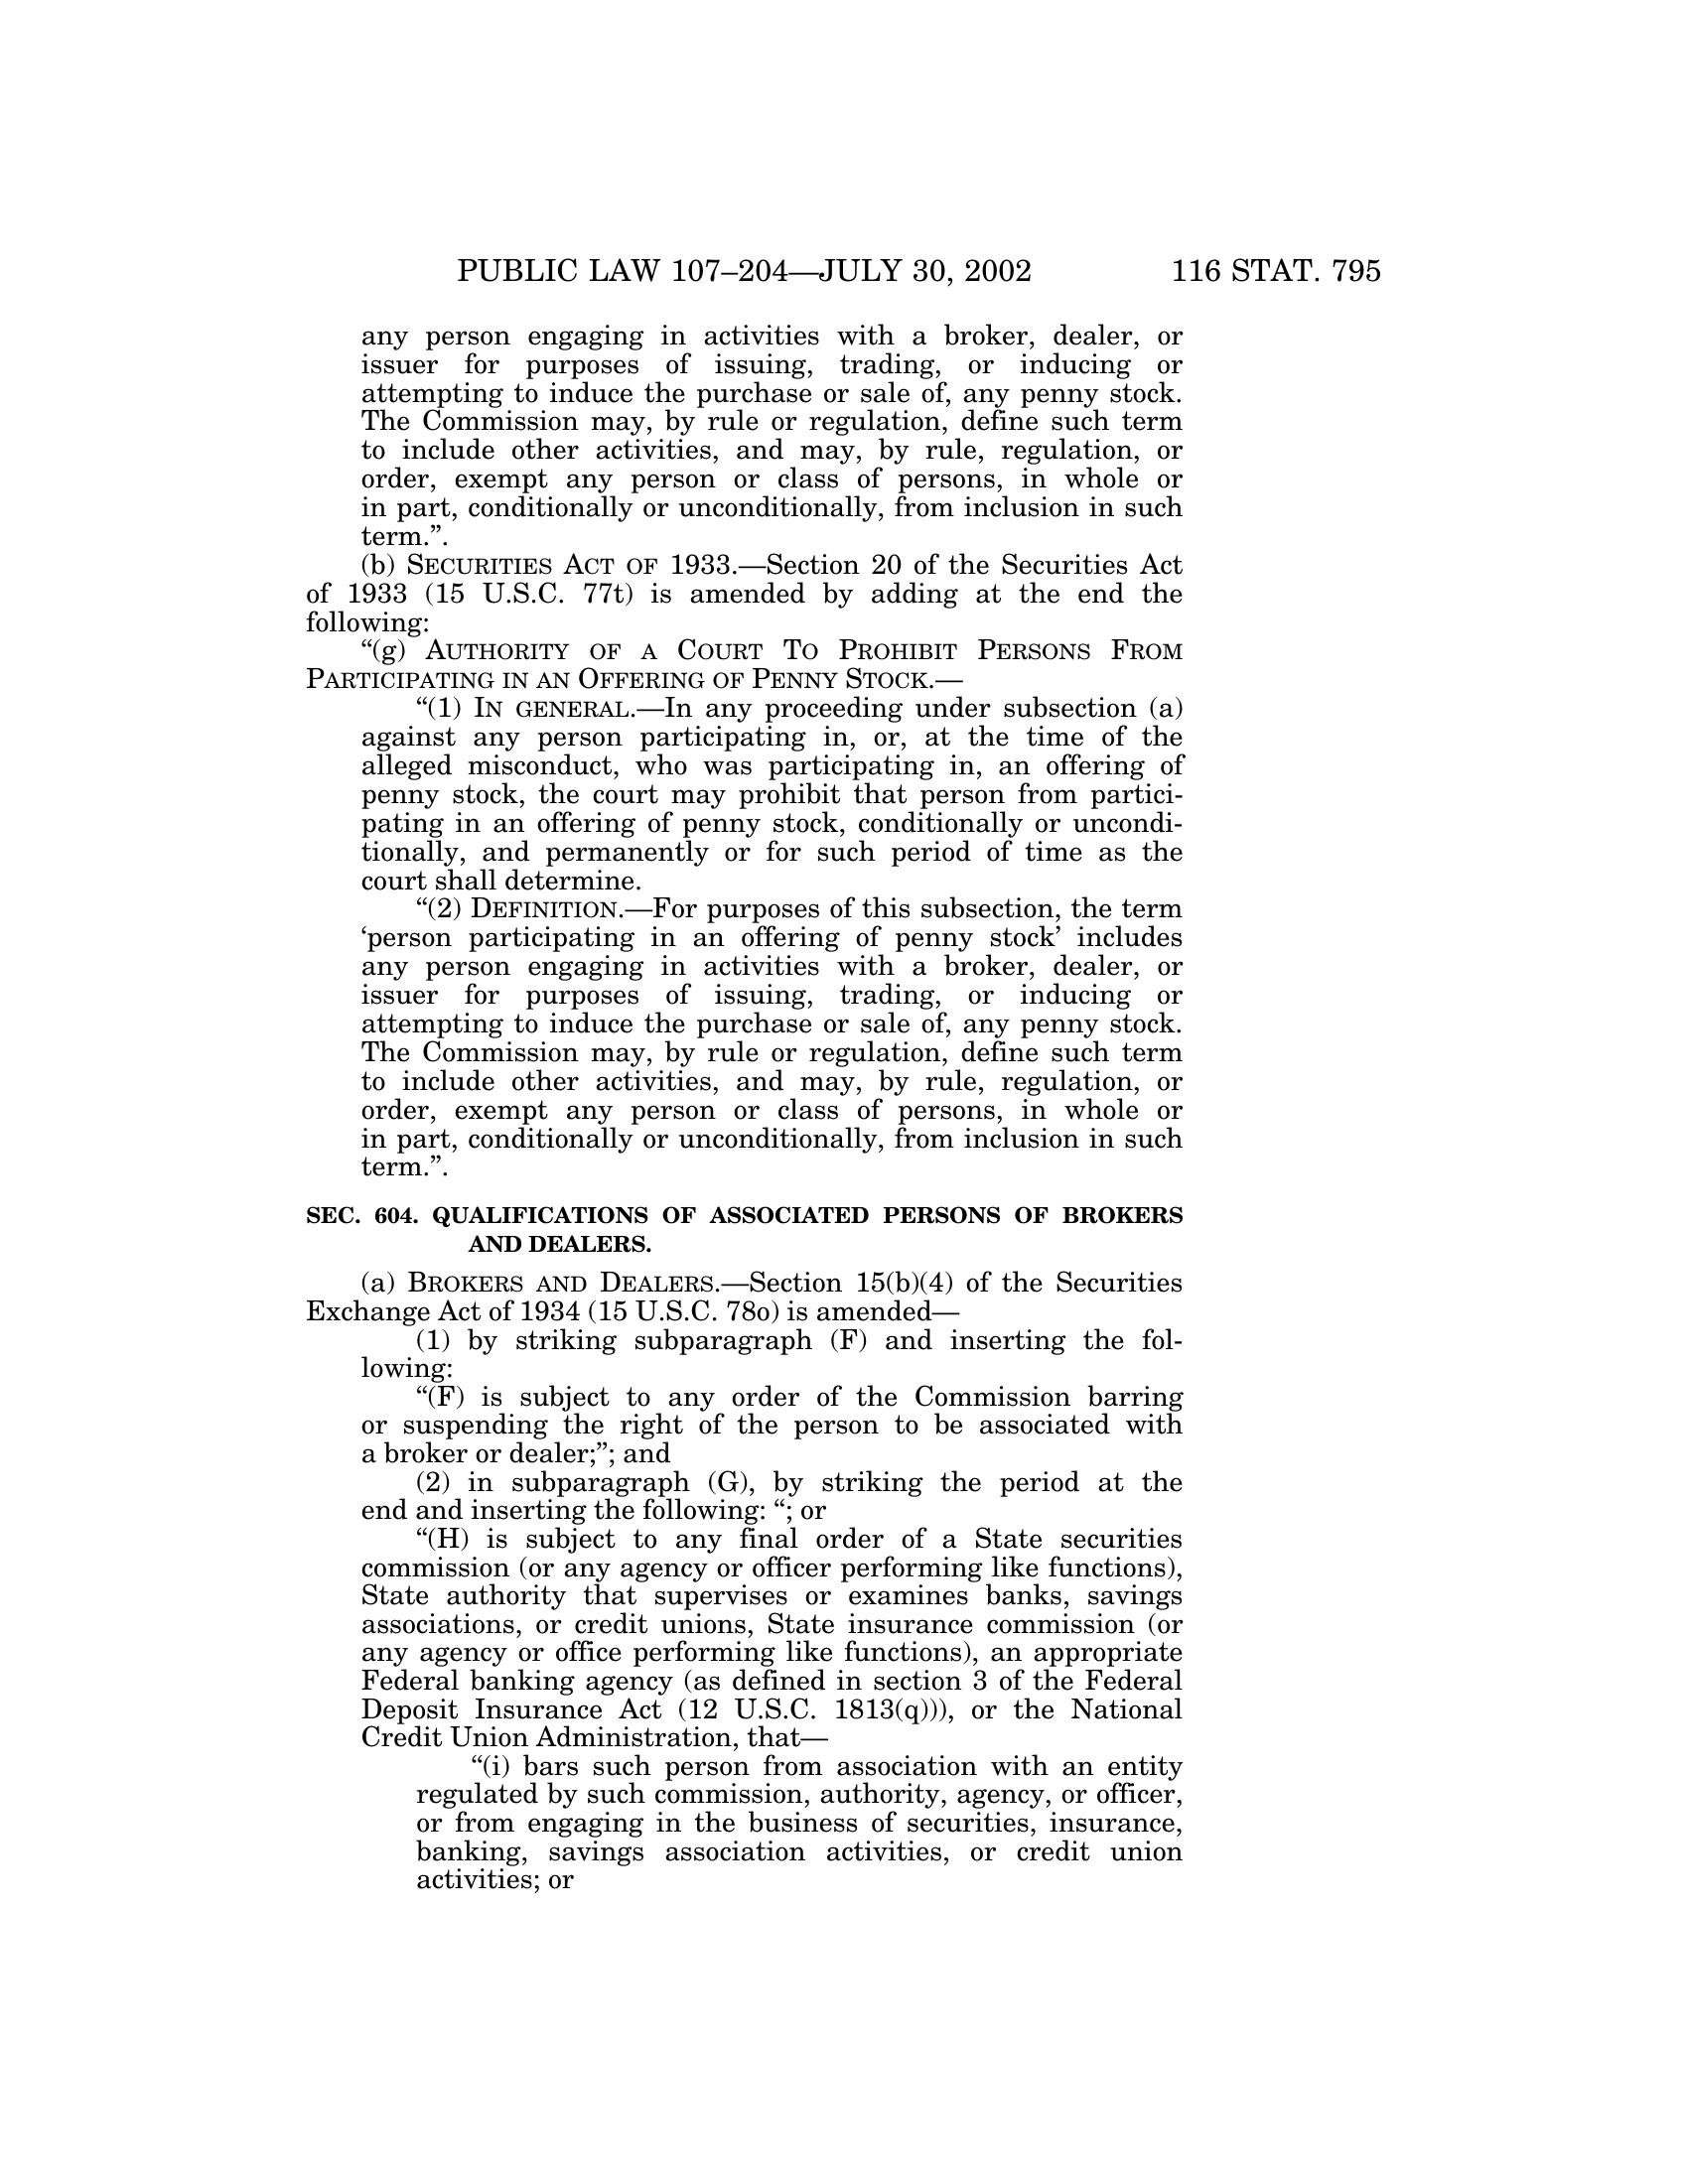 PUBLIC LAW 107–204—JULY 30, 2002 116 STAT. 795
any person engaging in activities with a broker, dealer, or
issuer for purposes of issuing, trading, or inducing or
attempting to induce the purchase or sale of, any penny stock.
The Commission may, by rule or regulation, define such term
to include other activities, and may, by rule, regulation, or
order, exempt any person or class of persons, in whole or
in part, conditionally or unconditionally, from inclusion in such
term.”.
(b) SECURITIES ACT OF 1933.—Section 20 of the Securities Act
of 1933 (15 U.S.C. 77t) is amended by adding at the end the
following:
“(g) AUTHORITY OF A COURT TO PROHIBIT PERSONS FROM
PARTICIPATING IN AN OFFERING OF PENNY STOCK.—
“(1) IN GENERAL.—In any proceeding under subsection (a)
against any person participating in, or, at the time of the
alleged misconduct, who was participating in, an offering of
penny stock, the court may prohibit that person from partici-
pating in an offering of penny stock, conditionally or uncondi-
tionally, and permanently or for such period of time as the
court shall determine.
“(2) DEFINITION.—For purposes of this subsection, the term
‘person participating in an offering of penny stock’ includes
any person engaging in activities with a broker, dealer, or
issuer for purposes of issuing, trading, or inducing or
attempting to induce the purchase or sale of, any penny stock.
The Commission may, by rule or regulation, define such term
to include other activities, and may, by rule, regulation, or
order, exempt any person or class of persons, in whole or
in part, conditionally or unconditionally, from inclusion in such
term.”.
SEC. 604. QUALIFICATIONS OF ASSOCIATED PERSONS OF BROKERS
AND DEALERS.
(a) BROKERS AND DEALERS.—Section 15(b)(4) of the Securities
Exchange Act of 1934 (15 U.S.C. 78o) is amended—
(1) by striking subparagraph (F) and inserting the fol-
lowing:
“(F) is subject to any order of the Commission barring
or suspending the right of the person to be associated with
a broker or dealer;”; and
(2) in subparagraph (G), by striking the period at the
end and inserting the following: “; or
“(H) is subject to any final order of a State securities
commission (or any agency or officer performing like functions),
State authority that supervises or examines banks, savings
associations, or credit unions, State insurance commission (or
any agency or office performing like functions), an appropriate
Federal banking agency (as defined in section 3 of the Federal
Deposit Insurance Act (12 U.S.C. 1813(q))), or the National
Credit Union Administration, that—
“(i) bars such person from association with an entity
regulated by such commission, authority, agency, or officer,
or from engaging in the business of securities, insurance,
banking, savings association activities, or credit union
activities; or